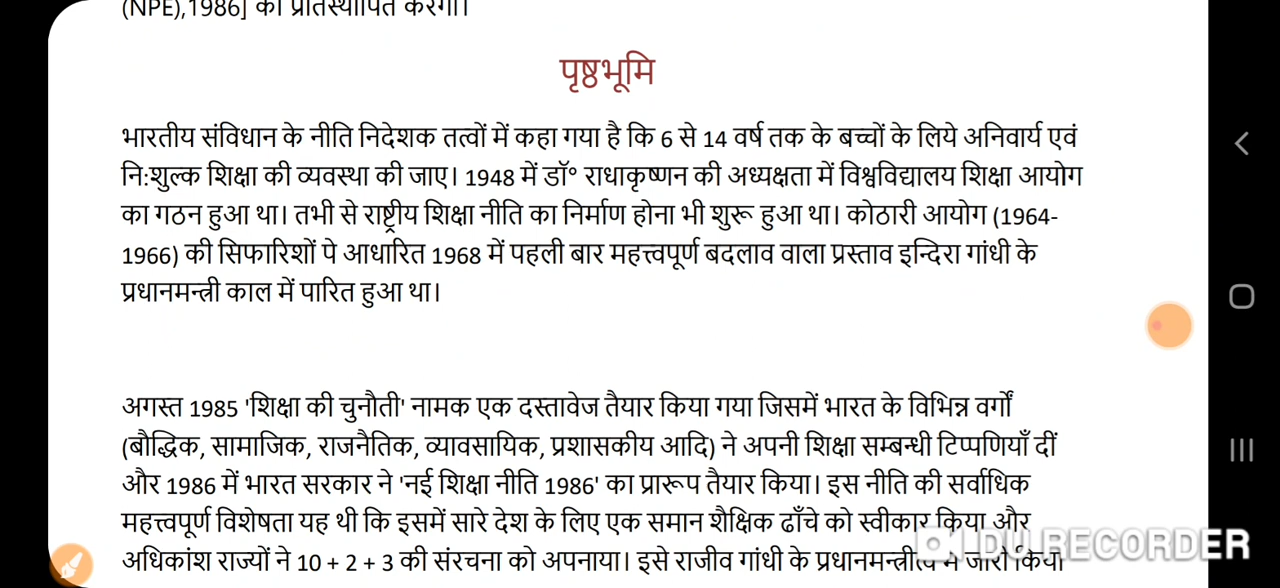 (NPE),1986] को प्रतिस्थापित करेगी।
पृष्ठभूमि
भारतीय संविधान के नीति निदेशक तत्वों में कहा गया है कि 6 से 14 वर्ष तक के बच्चों के लिये अनिवार्य एवं
नि:शुल्क शिक्षा की व्यवस्था की जाए। 1948 में डॉ॰ राधाकृष्णन की अध्यक्षता में विश्वविद्यालय शिक्षा आयोग
का गठन हुआ था। तभी से राष्ट्रीय शिक्षा नीति का निर्माण होना भी शुरू हुआ था। कोठारी आयोग (1964-
1966) की सिफारिशों पे आधारित 1968 में पहली बार महत्त्वपूर्ण बदलाव वाला प्रस्ताव इन्दिरा गांधी के
प्रधानमन्त्री काल में पारित हुआ था।
अगस्त 1985 'शिक्षा की चुनौती' नामक एक दस्तावेज तैयार किया गया जिसमें भारत के विभिन्न वर्गों
(बौद्धिक, सामाजिक, राजनैतिक, व्यावसायिक, प्रशासकीय आदि) ने अपनी शिक्षा सम्बन्धी टिप्पणियाँ दीं
और 1986 में भारत सरकार ने 'नई शिक्षा नीति 1986' का प्रारूप तैयार किया। इस नीति की सर्वाधिक
महत्त्वपूर्ण विशेषता यह थी कि इसमें सारे देश के लिए एक समान शैक्षिक ढाँचे को स्वीकार किया और
अधिकांश राज्यों ने 10 + 2 + 3 की संरचना को अपनाया। इसे राजीव गांधी के प्रधानमन्त्रीत्व में जारी किया
DU RECORDER